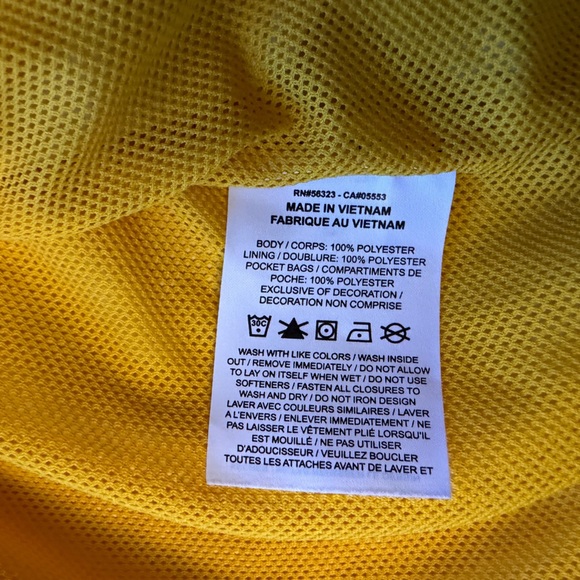 RN#56323 - CA#05553
MADE IN VIETNAM
FABRIQUE AU VIETNAM
BODY / CORPS: 100% POLYESTER
LINING / DOUBLURE: 100% POLYESTER
POCKET BAGS / COMPARTIMENTS DE
POCHE: 100% POLYESTER
EXCLUSIVE OF DECORATION /
DECORATION NON COMPRISE
30C
WASH WITH LIKE COLORS / WASH INSIDE
OUT / REMOVE IMMEDIATELY / DO NOT ALLOW
TO LAY ON ITSELF WHEN WET / DO NOT USE
SOFTENERS / FASTEN ALL CLOSURES TO
WASH AND DRY / DO NOT IRON DESIGN
LAVER AVEC COULEURS SIMILAIRES / LAVER
A L'ENVERS / ENLEVER IMMEDIATEMENT / NE
PAS LAISSER LE VÊTEMENT PLIÉ LORSQU'IL
EST MOUILLÉ / NE PAS UTILISER
D'ADOUCISSEUR / VEUILLEZ BOUCLER
TOUTES LES ATTACHES AVANT DE LAVER ET